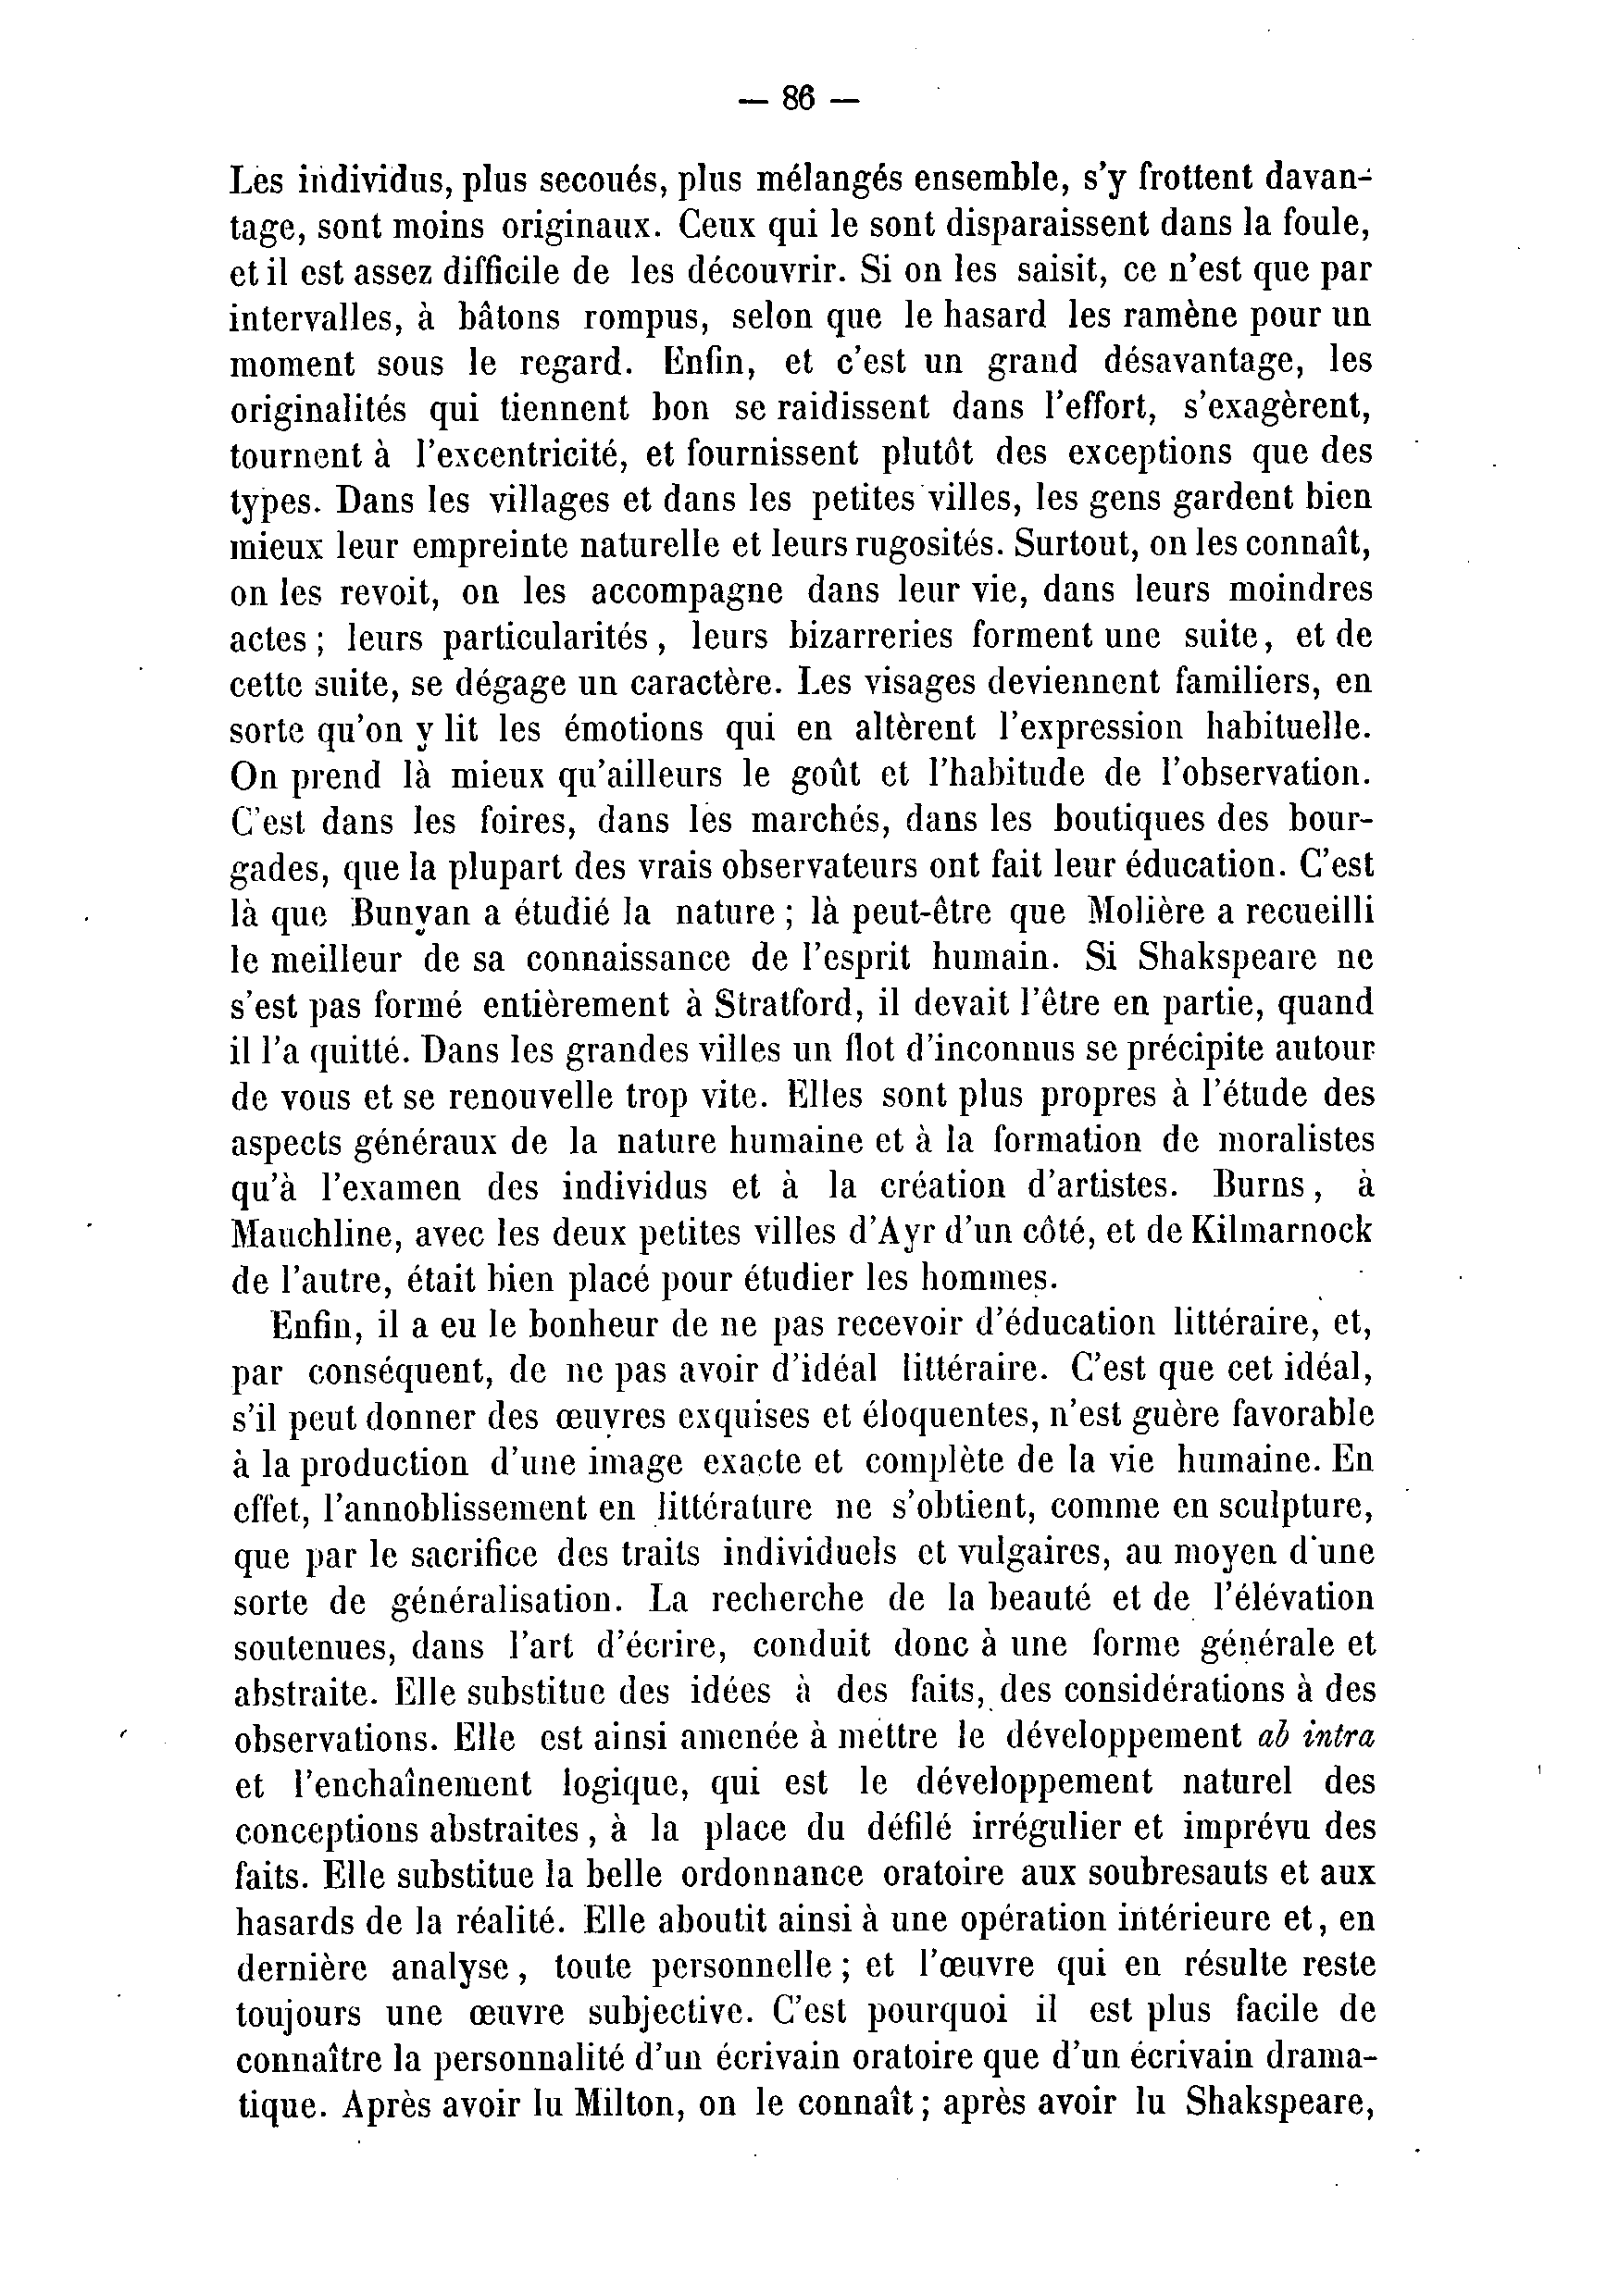 — 86 —
Les individus, plus secoués, plus mélangés ensemble, s'y frottent davan-
tage, sont moins originaux. Ceux qui le sont disparaissent dans la foule,
et il est assez difficile de les découvrir. Si on les saisit, ce n'est que par
intervalles, à bâtons rompus, selon que le hasard les ramène pour un
moment sous le regard. Enfin, et c'est un grand désavantage, les
originalités qui tiennent bon se raidissent dans l'effort, s'exagèrent,
tournent à l'excentricité, et fournissent plutôt des exceptions que des
types. Dans les villages et dans les petites villes, les gens gardent bien
mieux leur empreinte naturelle et leurs rugosités. Surtout, on les connaît,
on les revoit, on les accompagne dans leur vie, dans leurs moindres
actes ; leurs particularités, leurs bizarreries forment une suite, et de
cette suite, se dégage un caractère. Les visages deviennent familiers, en
sorte qu'on y lit les émotions qui en altèrent l'expression habituelle.
On prend là mieux qu'ailleurs le goût et l'habitude de l'observation.
C'est dans les foires, dans les marchés, dans les boutiques des bour-
gades, que la plupart des vrais observateurs ont fait leur éducation. C'est
là que Bunyan a étudié la nature ; là peut-être que Molière a recueilli
le meilleur de sa connaissance de l'esprit humain. Si Shakspeare ne
s'est pas formé entièrement à Stratford, il devait l'être en partie, quand
il l'a quitté. Dans les grandes villes un flot d'inconnus se précipite autour
de vous et se renouvelle trop vite. Elles sont plus propres à l'étude des
aspects généraux de la nature humaine et à la formation de moralistes
qu'à l'examen des individus et à la création d'artistes. Burns, à
Mauchline, avec les deux petites villes d'Ayr d'un côté, et de Kilmarnock
de l'autre, était bien placé pour étudier les hommes.
Enfin, il a eu le bonheur de ne pas recevoir d'éducation littéraire, et,
par conséquent, de ne pas avoir d'idéal littéraire. C'est que cet idéal,
s'il peut donner des œuvres exquises et éloquentes, n'est guère favorable
à la production d'une image exacte et complète de la vie humaine. En
effet, l'annoblissement en littérature ne s'obtient, comme en sculpture,
que par le sacrifice des traits individuels et vulgaires, au moyen d'une
sorte de généralisation. La recherche de la beauté et de l'élévation
soutenues, dans l'art d'écrire, conduit donc à une forme générale et
abstraite. Elle substitue des idées à des faits, des considérations à des
observations. Elle est ainsi amenée à mettre le développement ab intra
et l'enchaînement logique, qui est le développement naturel des
conceptions abstraites, à la place du défilé irrégulier et imprévu des
faits. Elle substitue la belle ordonnance oratoire aux soubresauts et aux
hasards de la réalité. Elle aboutit ainsi à une opération intérieure et, en
dernière analyse, toute personnelle ; et l'œuvre qui en résulte reste
toujours une œuvre subjective. C'est pourquoi il est plus facile de
connaître la personnalité d'un écrivain oratoire que d'un écrivain drama-
tique. Après avoir lu Milton, on le connaît ; après avoir lu Shakspeare,